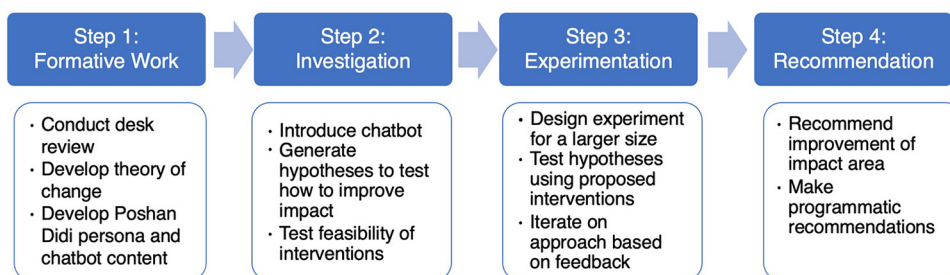 Step 1:
Formative Work
Step 2:
Investigation
Step 3:
Experimentation
Step 4:
Recommendation
· Conduct desk
review
· Develop theory of
change
· Develop Poshan
Didi persona and
chatbot content
· Introduce chatbot
· Generate
hypotheses to test
how to improve
impact
· Test feasibility of
interventions
· Design experiment
for a larger size
· Test hypotheses
using proposed
interventions
· Iterate on
approach based
on feedback
· Recommend
improvement of
impact area
· Make
programmatic
recommendations